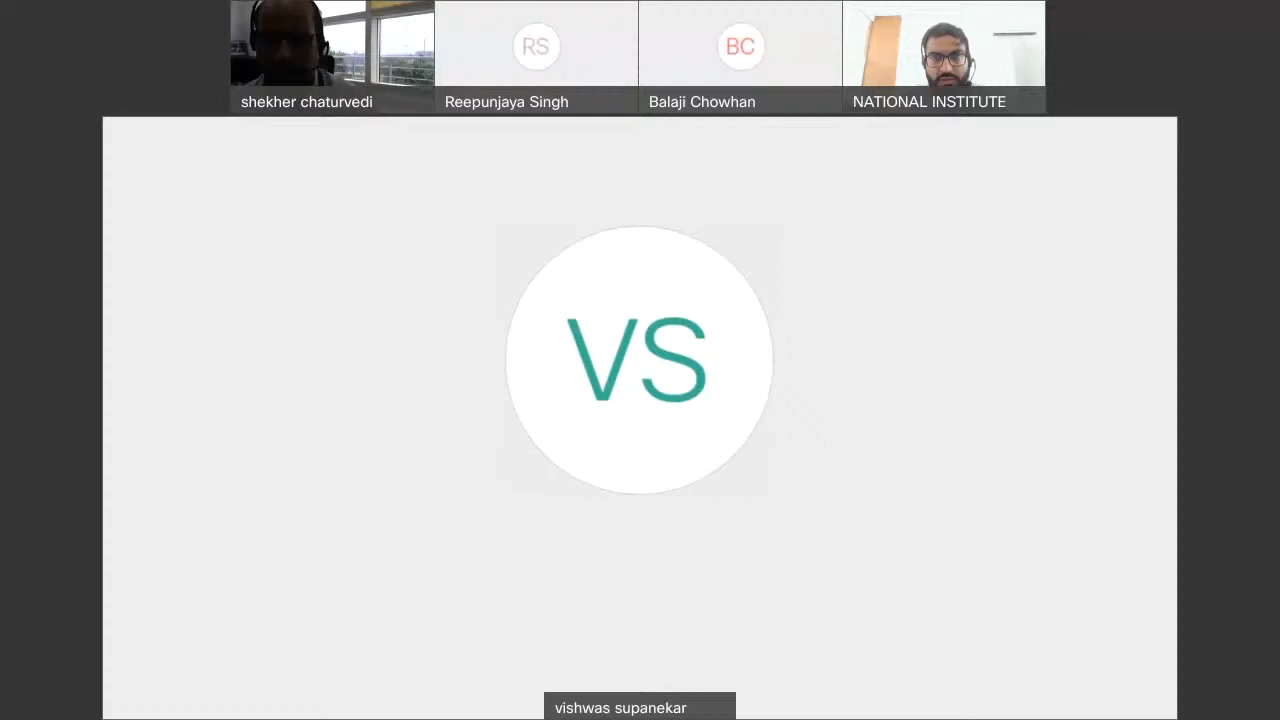 RS
BC
shekher chaturvedi
Reepunjaya Singh
Balaji Chowhan
NATIONAL INSTITUTE
VS
vishwas supanekar